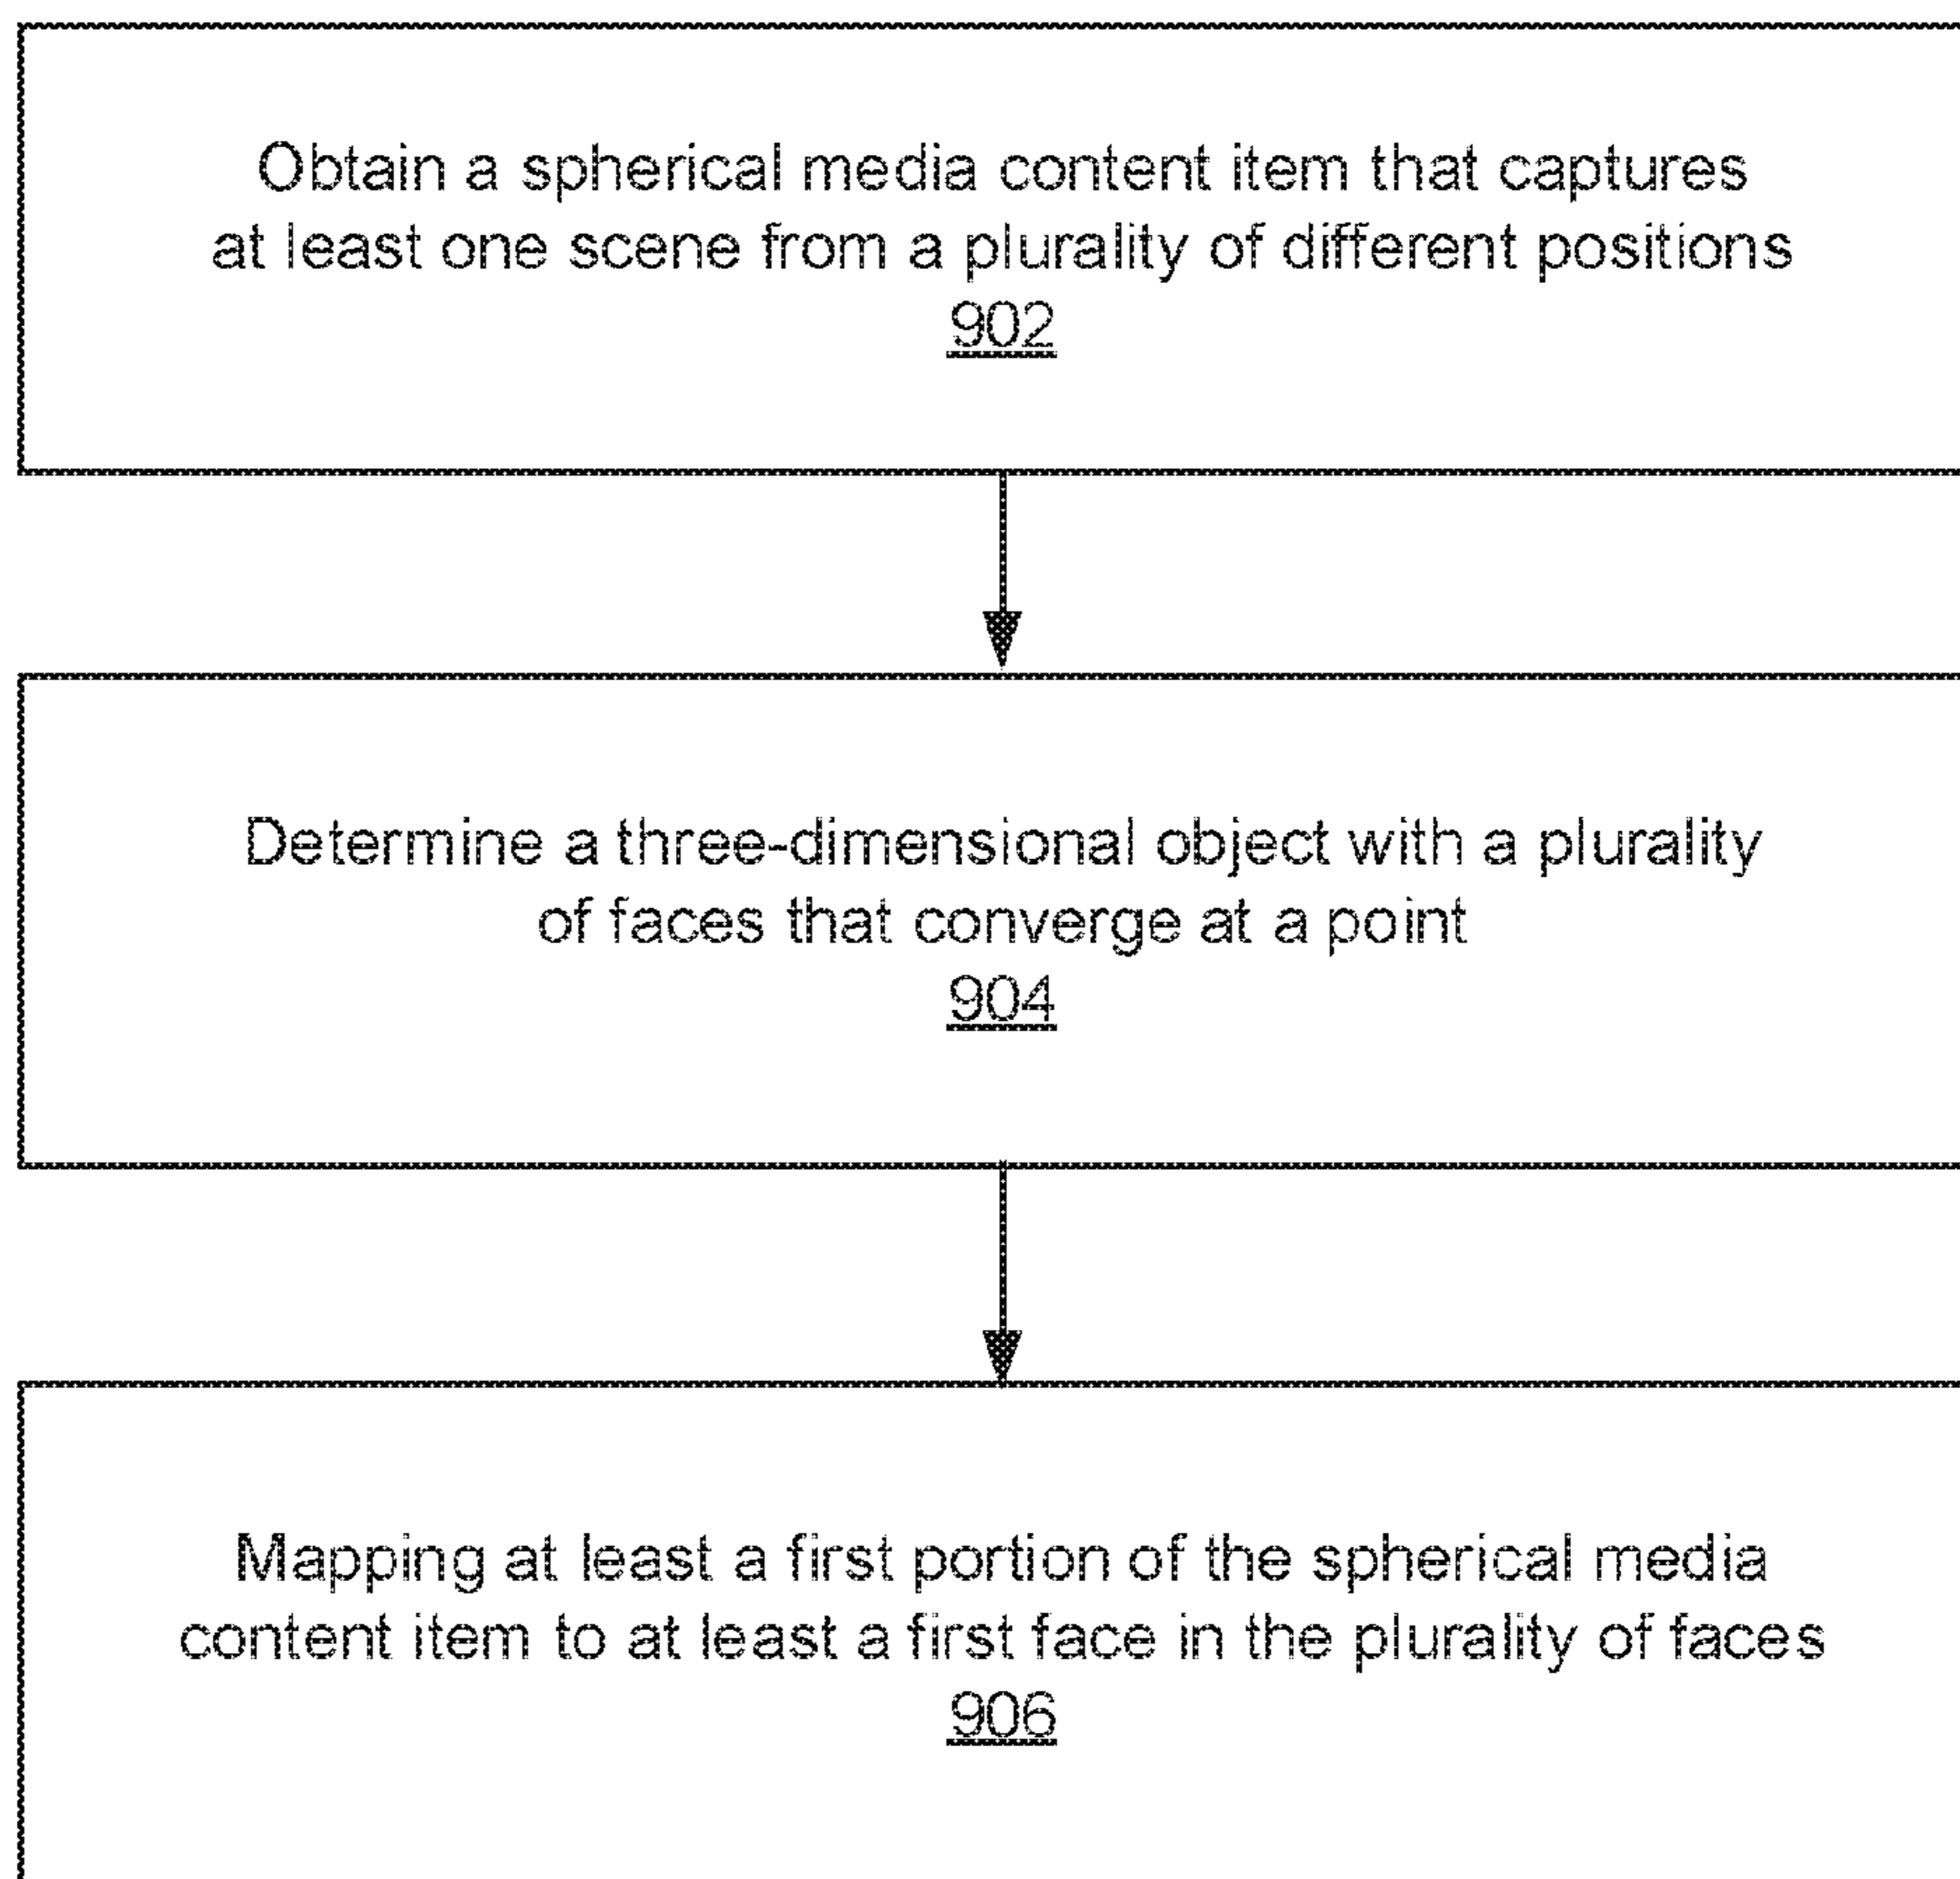 Obtain a spherical media content item that captures
at least one scene from a plurality of different positions
902
Determine a three-dimensional object with a plurality
of faces that converge at a point
904
Mapping at least a first portion of the spherical media
content item to at least a first face in the plurality of faces
906